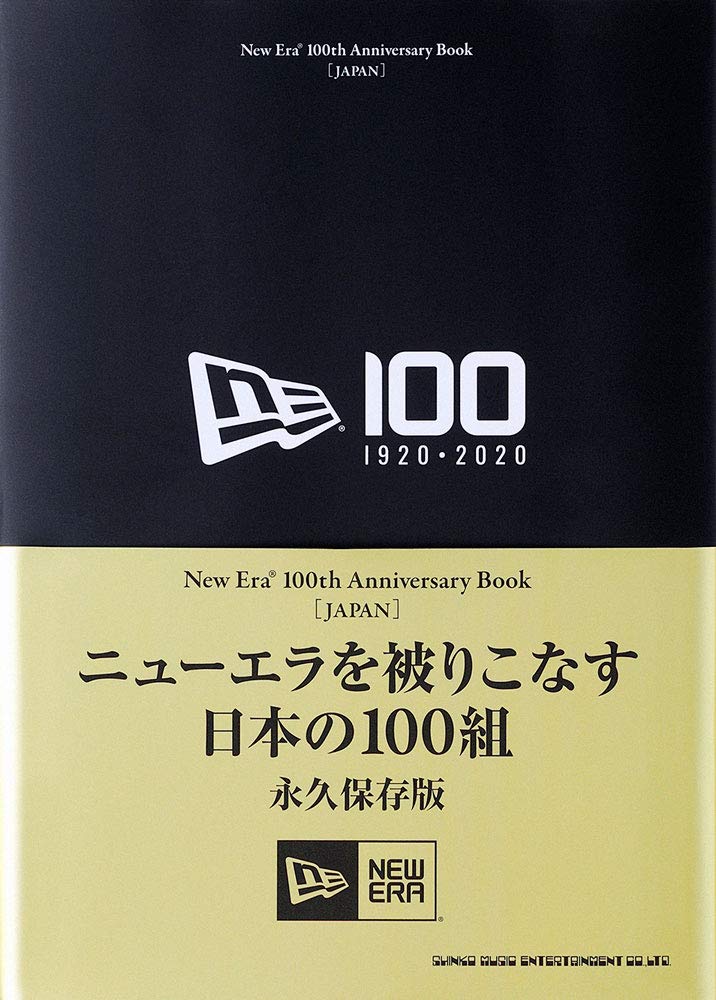 New Era® 100th Anniversary Book
[JAPAN]
NE® 100
1920・2020
New Era® 100th Anniversary Book
[JAPAN]
ニューエラを被りこなす
日本の100組
永久保存版
NE NEW
ERA®
SHINKO MUSIC ENTERTAINMENT CO.,LTD.